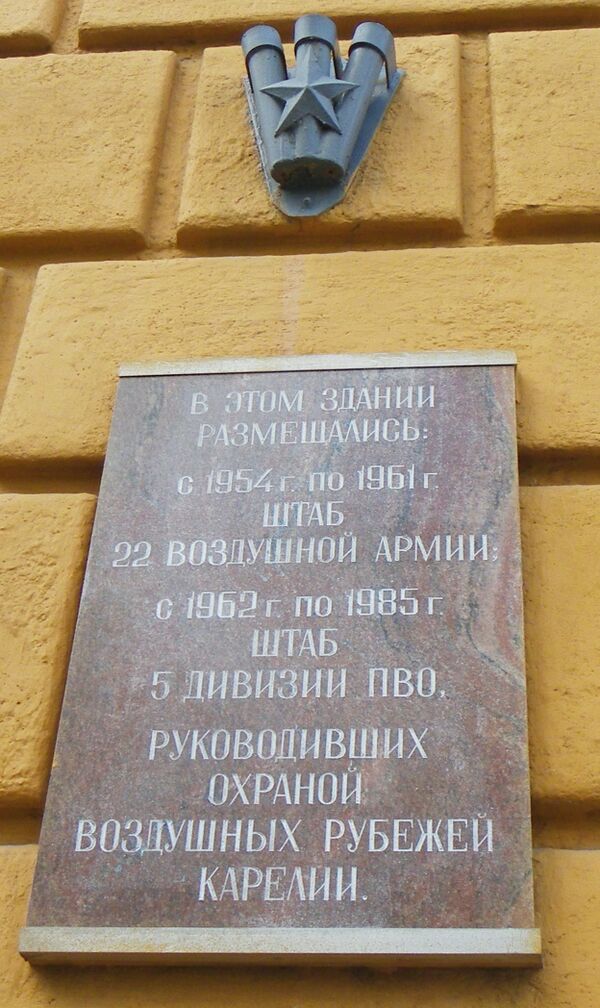 В ЭТОМ ЗДАНИИ
РАЗМЕЩАЛИСЬ:
с 1954 г. по 1961 г.
ШТАБ
22 ВОЗДУШНОЙ АРМИИ;
с 1962 г. по 1985 г.
ШТАБ
5 ДИВИЗИИ ПВО,
РУКОВОДИВШИХ
ОХРАНОЙ
ВОЗДУШНЫХ РУБЕЖЕЙ
КАРЕЛИИ.